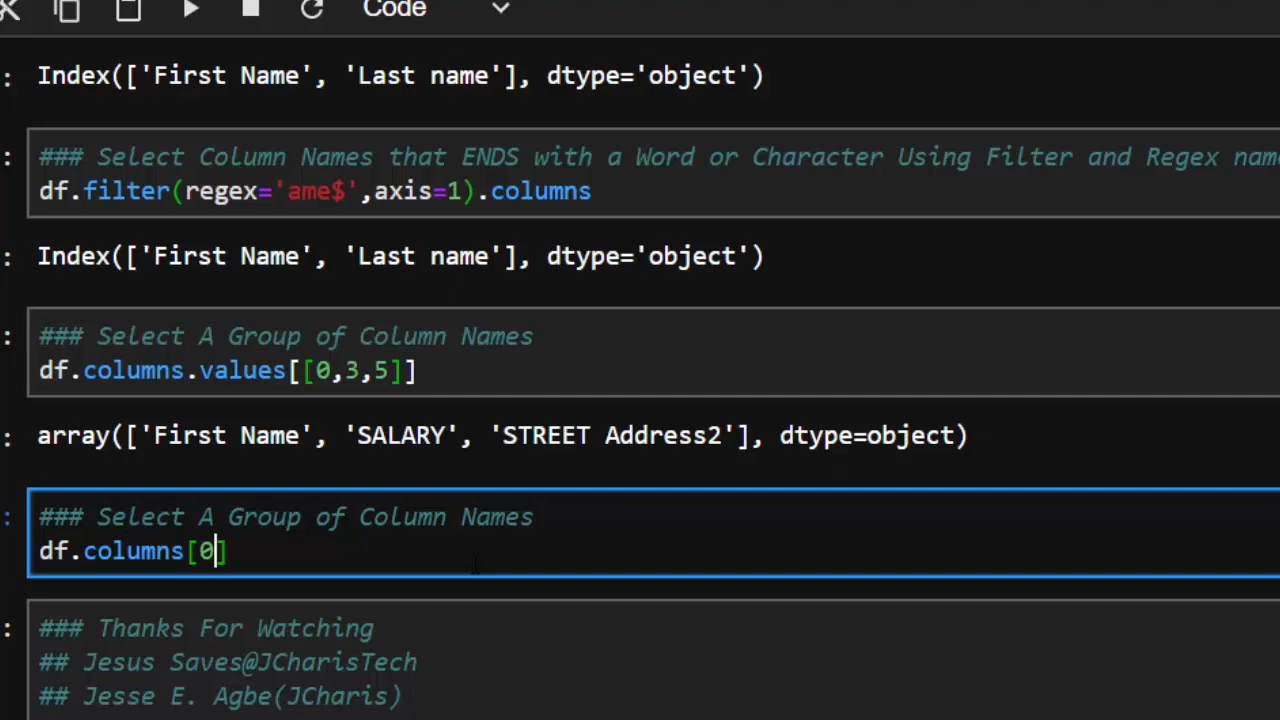 Code
: Index(['First Name', 'Last name'], dtype='object')
: ### Select Column Names that ENDS with a Word or Character Using Filter and Regex nam
df.filter(regex='ame$',axis=1).columns
: Index(['First Name', 'Last name'], dtype='object')
: ### Select A Group of Column Names
df.columns.values[[0,3,5]]
: array(['First Name', 'SALARY', 'STREET Address2'], dtype=object)
: ### Select A Group of Column Names
df.columns[0]
: ### Thanks For Watching
## Jesus Saves@JCharisTech
## Jesse E. Agbe(JCharis)